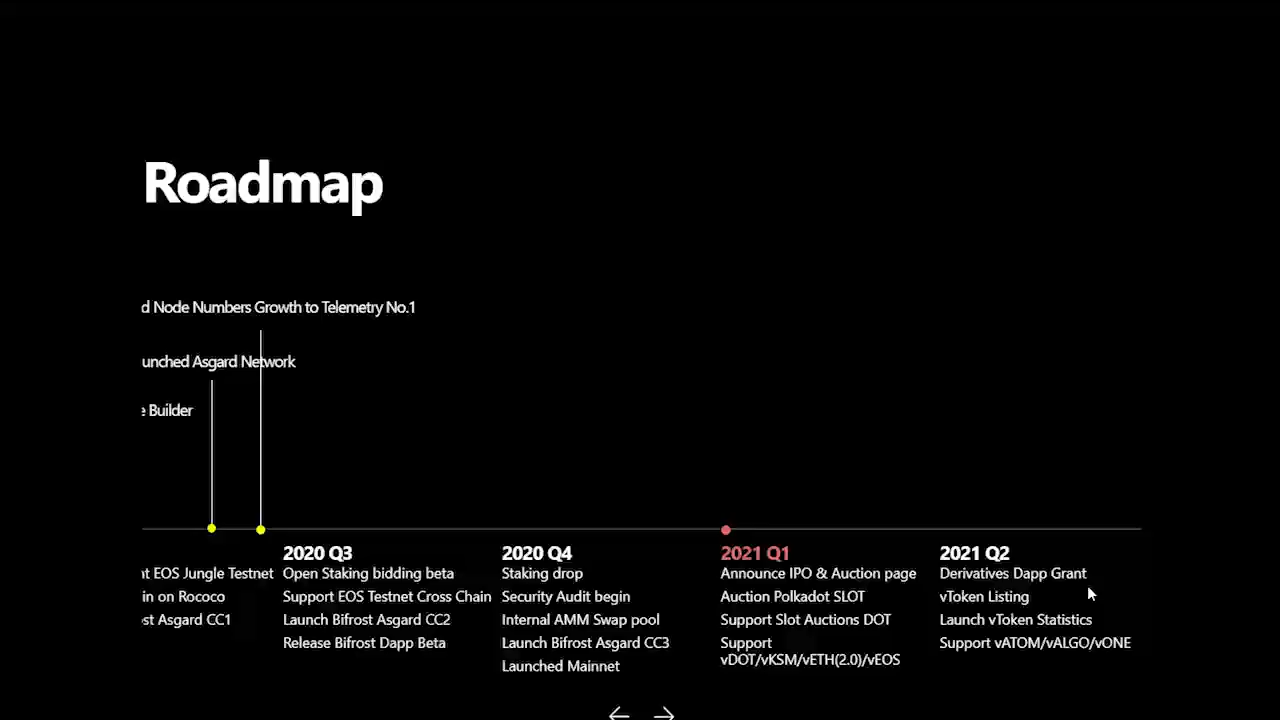 Roadmap
d Node Numbers Growth to Telemetry No.1
unched Asgard Network
e Builder
t EOS Jungle Testnet
in on Rococo
st Asgard CC1
2020 Q3
Open Staking bidding beta
Support EOS Testnet Cross Chain
Launch Bifrost Asgard CC2
Release Bifrost Dapp Beta
2020 Q4
Staking drop
Security Audit begin
Internal AMM Swap pool
Launch Bifrost Asgard CC3
Launched Mainnet
2021 Q1
Announce IPO & Auction page
Auction Polkadot SLOT
Support Slot Auctions DOT
Support
vDOT/vKSM/vETH(2.0)/vEOS
2021 Q2
Derivatives Dapp Grant
vToken Listing
Launch vToken Statistics
Support vATOM/vALGO/vONE